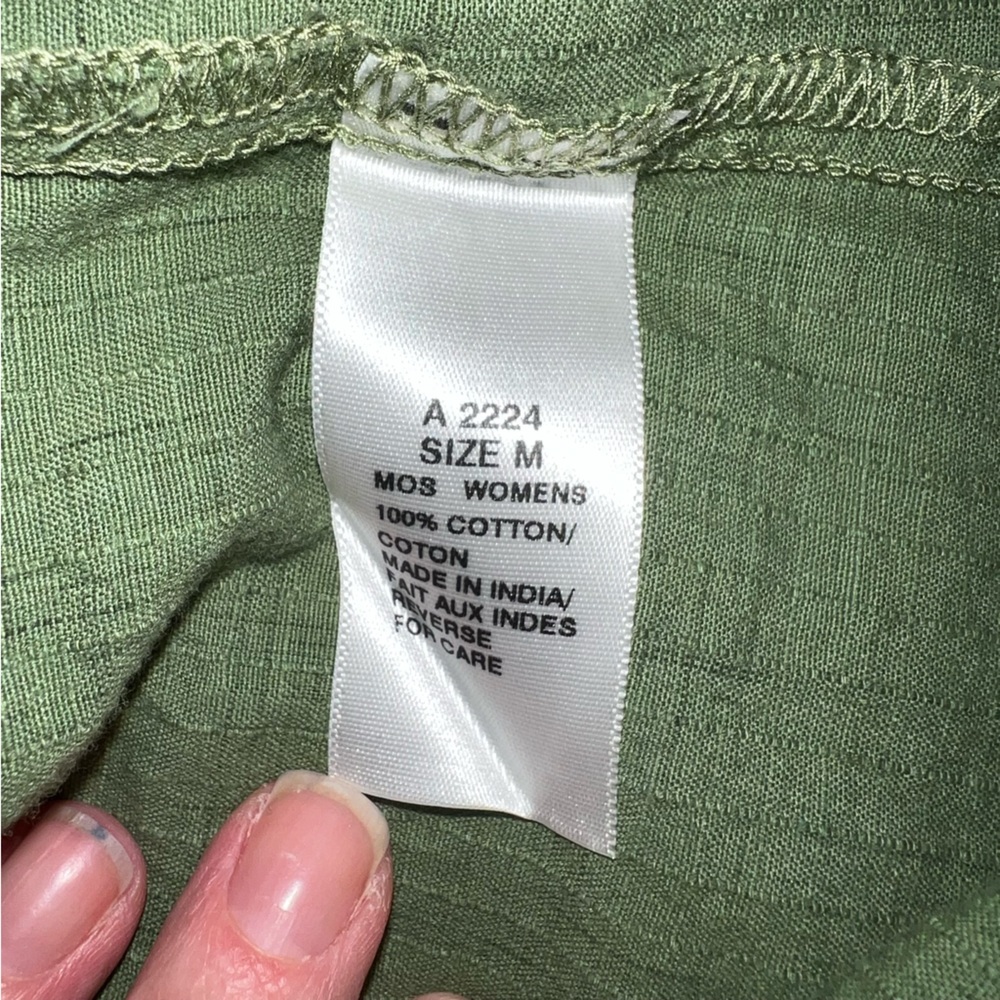 A 2224
SIZE M
MOS WOMENS
100% COTTON/
COTON
MADE IN INDIA/
FAIT AUX INDES
REVERSE
FOR CARE